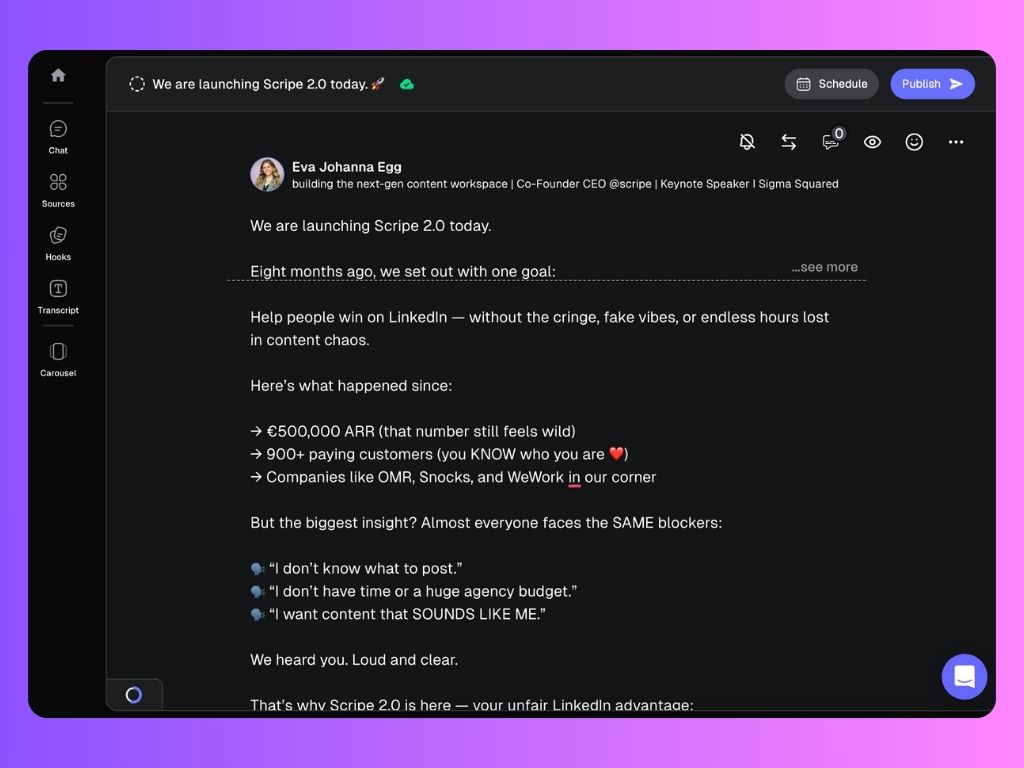 We are launching Scripe 2.0 today. 🚀
Schedule
Publish
Chat
Sources
Hooks
Transcript
Carousel
0
Eva Johanna Egg
building the next-gen content workspace | Co-Founder CEO @scripe | Keynote Speaker I Sigma Squared
We are launching Scripe 2.0 today.
Eight months ago, we set out with one goal:
...see more
Help people win on LinkedIn — without the cringe, fake vibes, or endless hours lost
in content chaos.
Here’s what happened since:
→ €500,000 ARR (that number still feels wild)
→ 900+ paying customers (you KNOW who you are ❤️)
→ Companies like OMR, Snocks, and WeWork in our corner
But the biggest insight? Almost everyone faces the SAME blockers:
🗣️ “I don’t know what to post.”
🗣️ “I don’t have time or a huge agency budget.”
🗣️ “I want content that SOUNDS LIKE ME.”
We heard you. Loud and clear.
That’s why Scripe 2.0 is here — your unfair LinkedIn advantage: